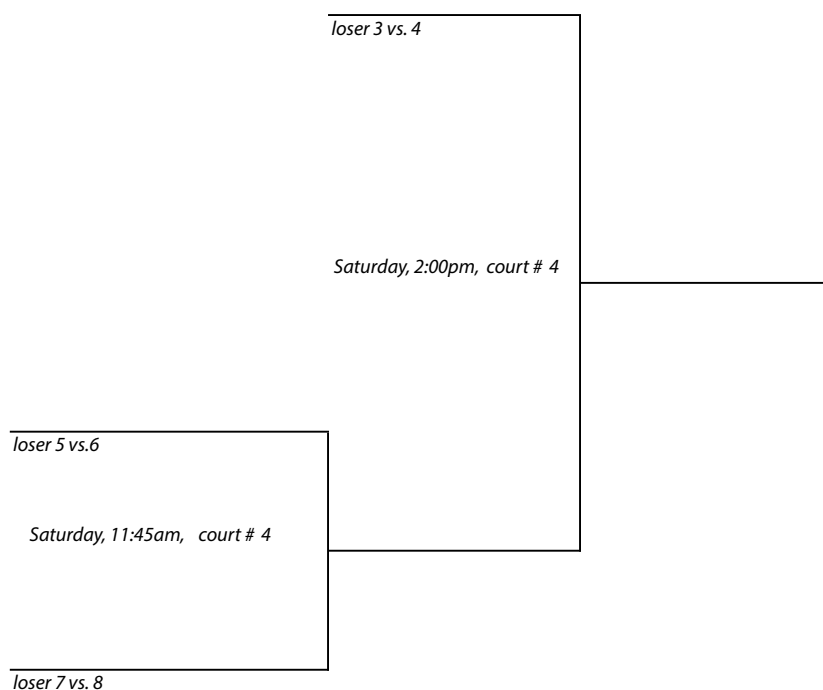 loser 3 vs. 4
Saturday, 2:00pm, court # 4
loser 5 vs.6
Saturday, 11:45am, court # 4
loser 7 vs. 8